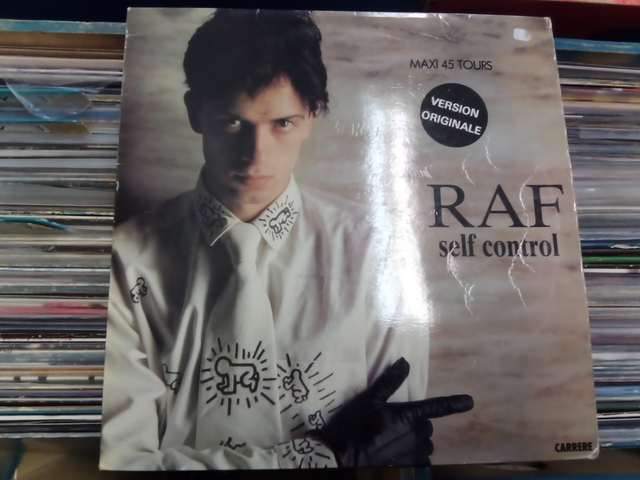 MAXI 45 TOURS
VERSION
ORIGINALE
RAF
self control
CARRERE